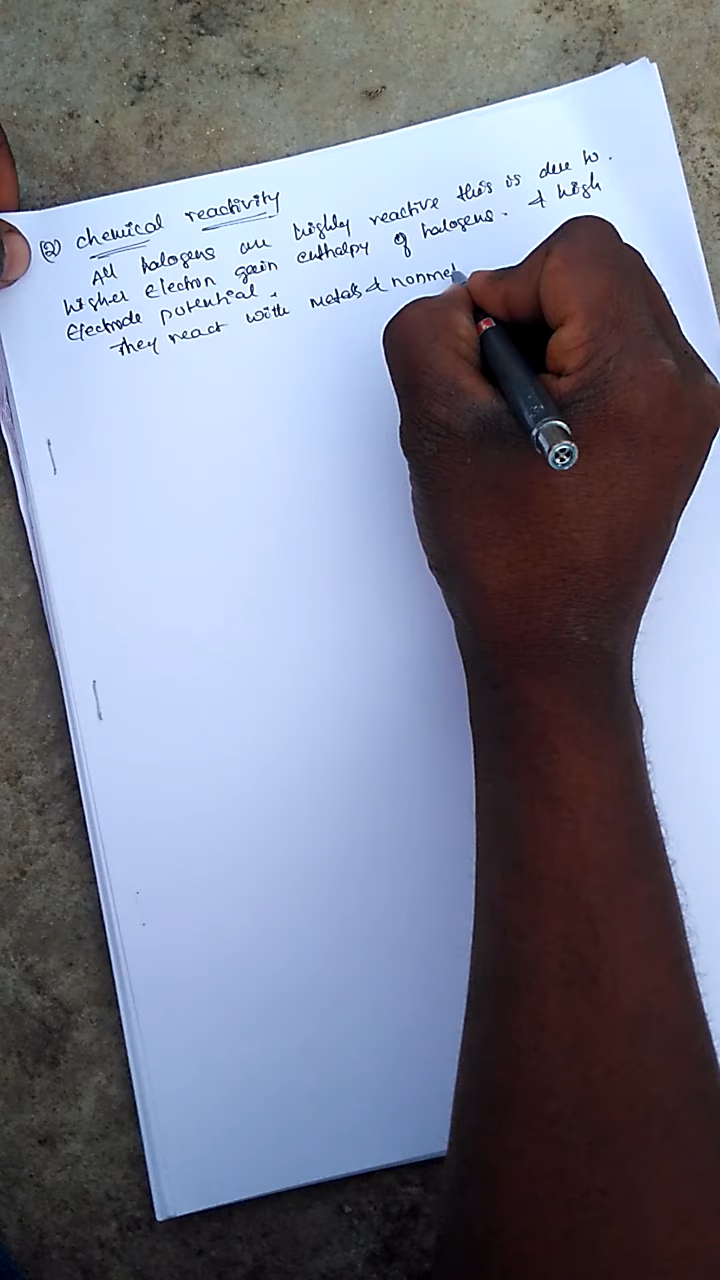 (2) chemical reactivity
All halogens are highly reactive this is due to.
higher electron gain enthalpy of halogens. & high
Electrode potential.
They react with metals & nonmet